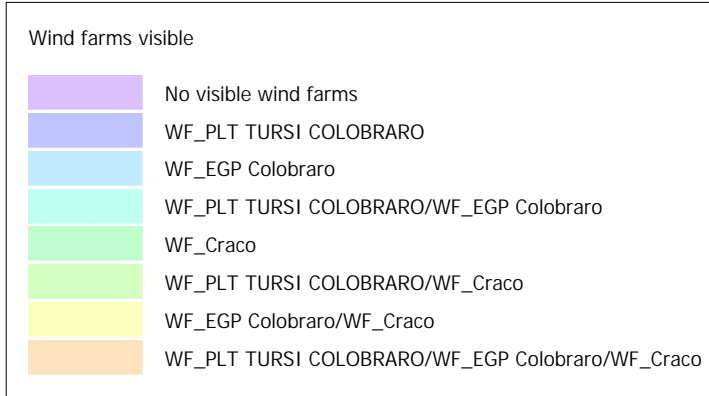 Wind farms visible
No visible wind farms
WF_PLT TURSI COLOBRARO
WF_EGP Colobraro
WF_PLT TURSI COLOBRARO/WF_EGP Colobraro
WF_Craco
WF_PLT TURSI COLOBRARO/WF_Craco
WF_EGP Colobraro/WF_Craco
WF_PLT TURSI COLOBRARO/WF_EGP Colobraro/WF_Craco